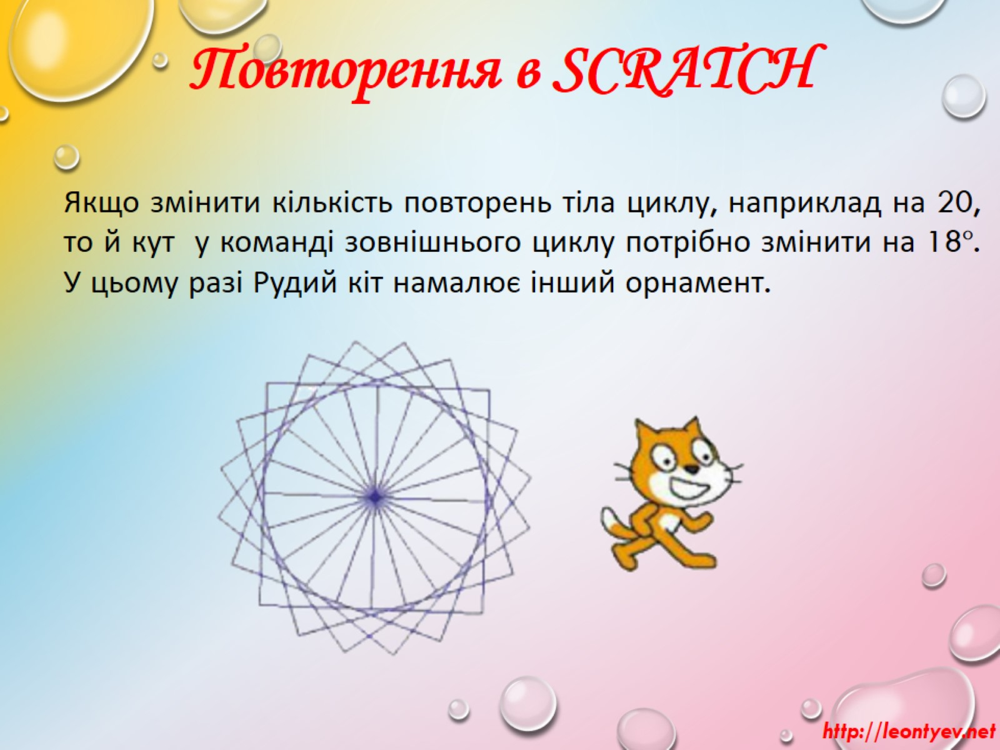 Повторення в SCRATCH
Якщо змінити кількість повторень тіла циклу, наприклад на 20,
то й кут у команді зовнішнього циклу потрібно змінити на 18°.
У цьому разі Рудий кіт намалює інший орнамент.
http://leontyev.net